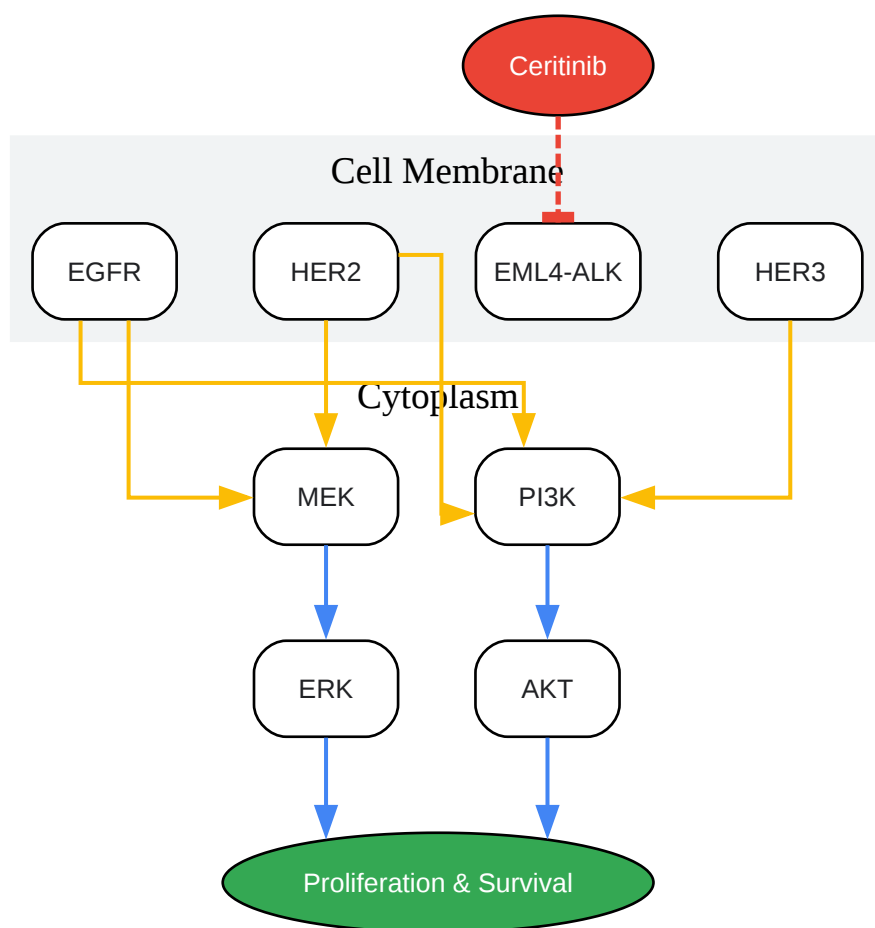 Ceritinib
Cell Membrane
EGFR
HER2
EML4-ALK
HER3
Cytoplasm
MEK
PI3K
ERK
AKT
Proliferation & Survival